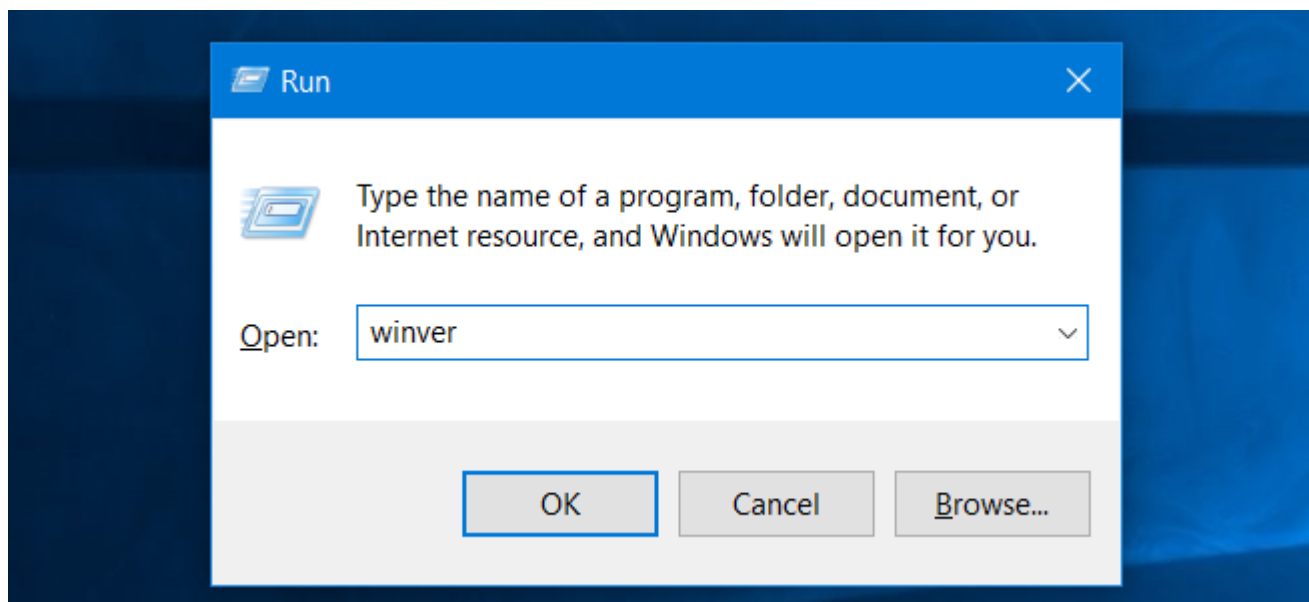 Run
Type the name of a program, folder, document, or
Internet resource, and Windows will open it for you.
Open: winver
OK Cancel Browse...